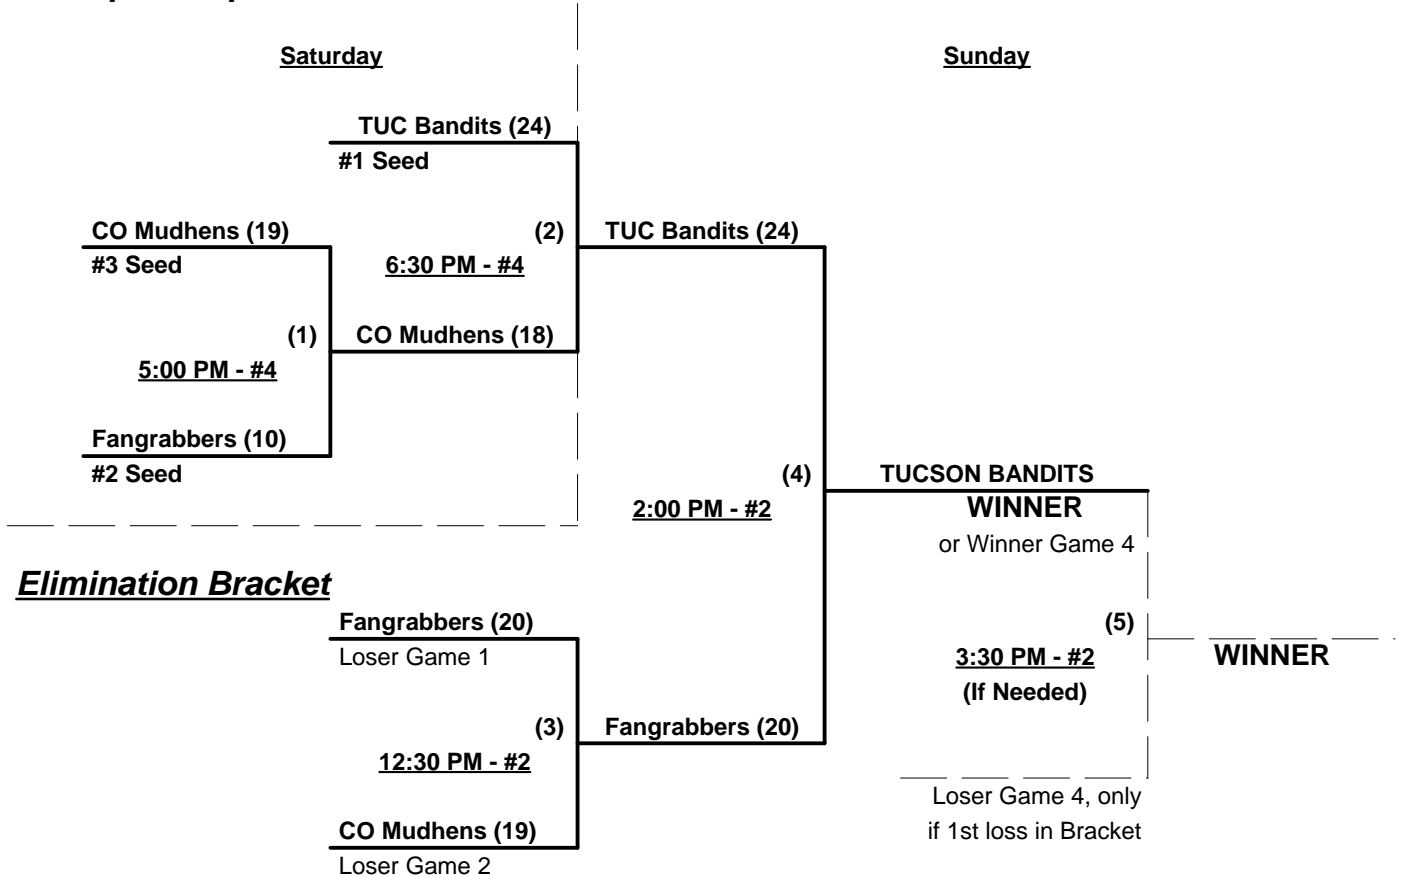 Saturday
Sunday
TUC Bandits (24)
#1 Seed
CO Mudhens (19)
(2)
TUC Bandits (24)
#3 Seed
6:30 PM - #4
(1)
CO Mudhens (18)
5:00 PM - #4
Fangrabbers (10)
#2 Seed
(4)
TUCSON BANDITS
2:00 PM - #2
WINNER
or Winner Game 4
Elimination Bracket
Fangrabbers (20)
(5)
Loser Game 1
3:30 PM - #2
WINNER
(If Needed)
(3)
Fangrabbers (20)
12:30 PM - #2
Loser Game 4, only
CO Mudhens (19)
if 1st loss in Bracket
Loser Game 2